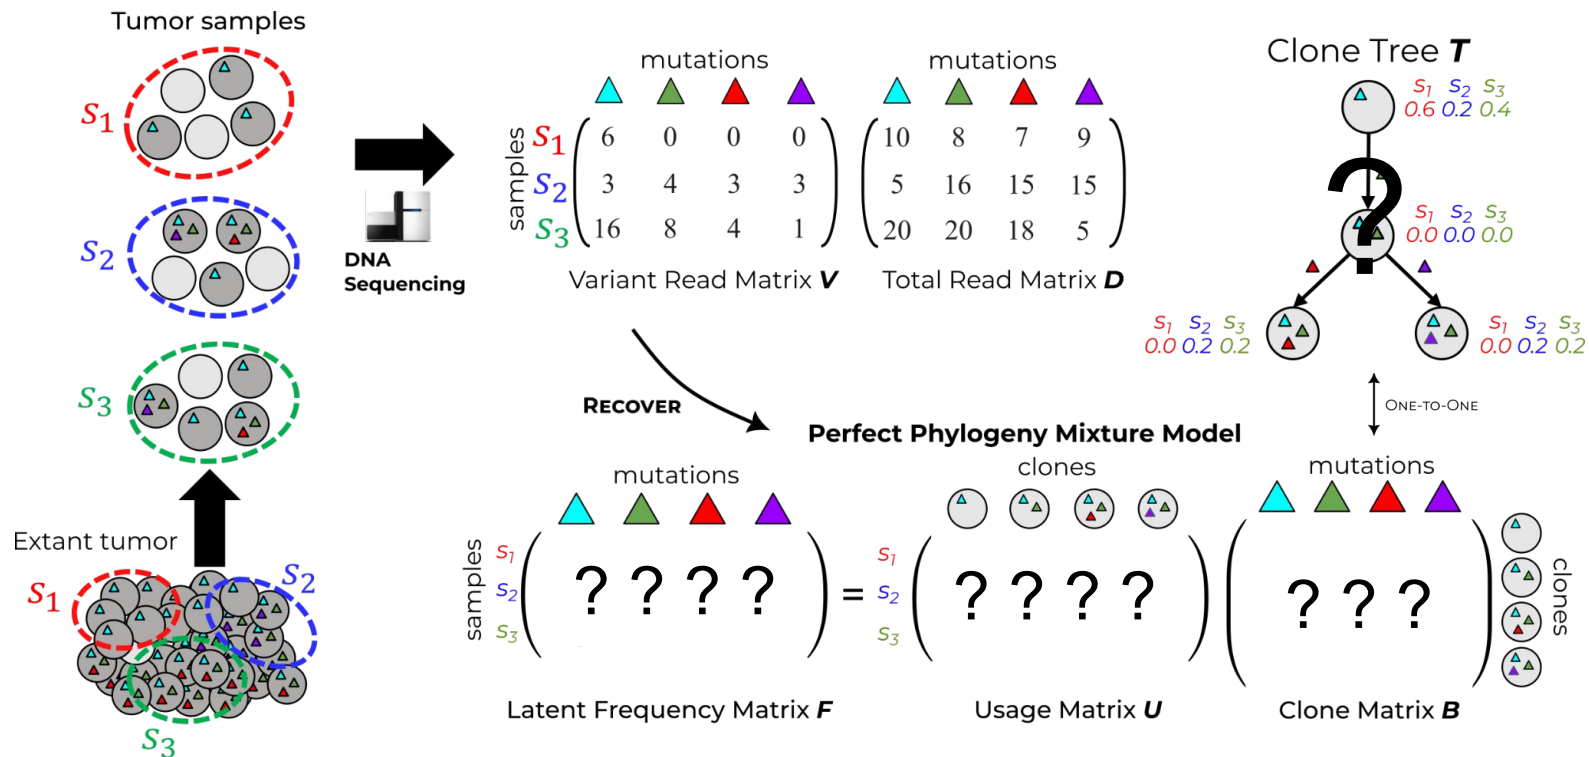 Tumor samples
S1
S2
S3
Extant tumor
S1
S2
S3
DNA
Sequencing
mutations
samples
S1 6 0 0 0
S2 3 4 3 3
S3 16 8 4 1
Variant Read Matrix V
mutations
10 8 7 9
5 16 15 15
20 20 18 5
Total Read Matrix D
Clone Tree T
S1 S2 S3
0.6 0.2 0.4
?
S1 S2 S3
0.0 0.0 0.0
S1 S2 S3
0.0 0.2 0.2
S1 S2 S3
0.0 0.2 0.2
ONE-TO-ONE
RECOVER
Perfect Phylogeny Mixture Model
mutations
samples
S1
S2
S3
? ? ? ?
Latent Frequency Matrix F
=
clones
S1
S2
S3
? ? ? ?
Usage Matrix U
mutations
? ? ?
clones
Clone Matrix B